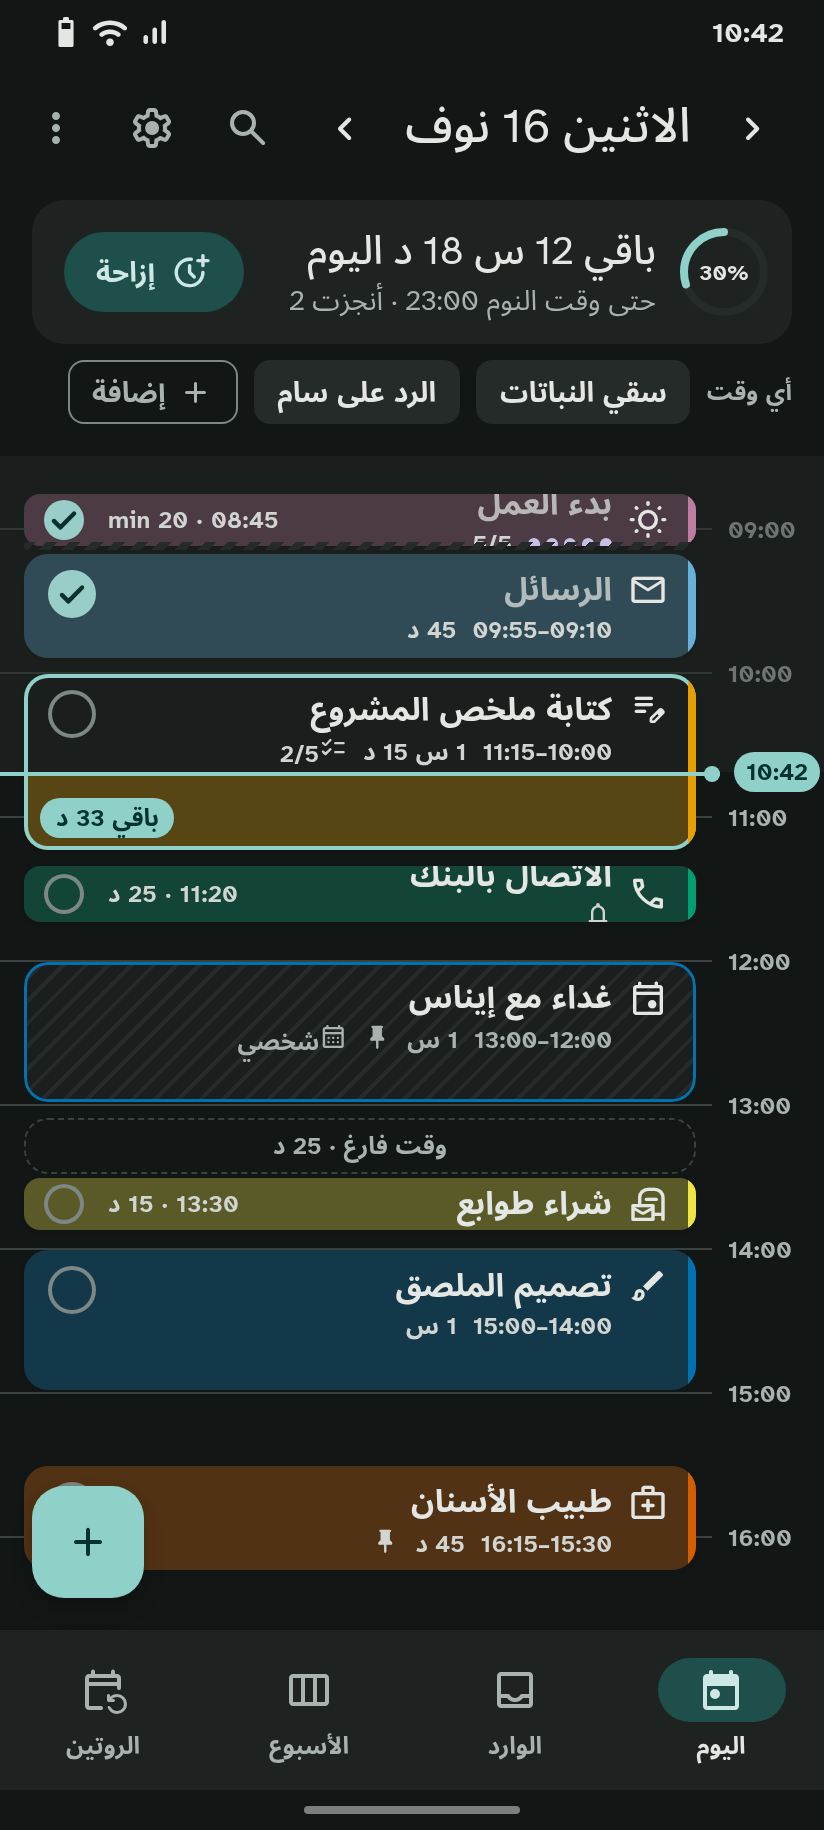 10:42
الاثنين 16 نوف
30%
باقي 12 س 18 د اليوم
حتى وقت النوم 23:00 · أنجزت 2
إزاحة
أي وقت
سقي النباتات
الرد على سام
إضافة
09:00
بدء العمل
5/5
08:45 · 20 min
الرسائل
09:10–09:55 45 د
10:00
كتابة ملخص المشروع
10:00–11:15 1 س 15 د 2/5
10:42
باقي 33 د
11:00
الاتصال بالبنك
11:20 · 25 د
12:00
غداء مع إيناس
12:00–13:00 1 س شخصي
13:00
وقت فارغ · 25 د
شراء طوابع
13:30 · 15 د
14:00
تصميم الملصق
14:00–15:00 1 س
15:00
طبيب الأسنان
15:30–16:15 45 د
16:00
اليوم
الوارد
الأسبوع
الروتين